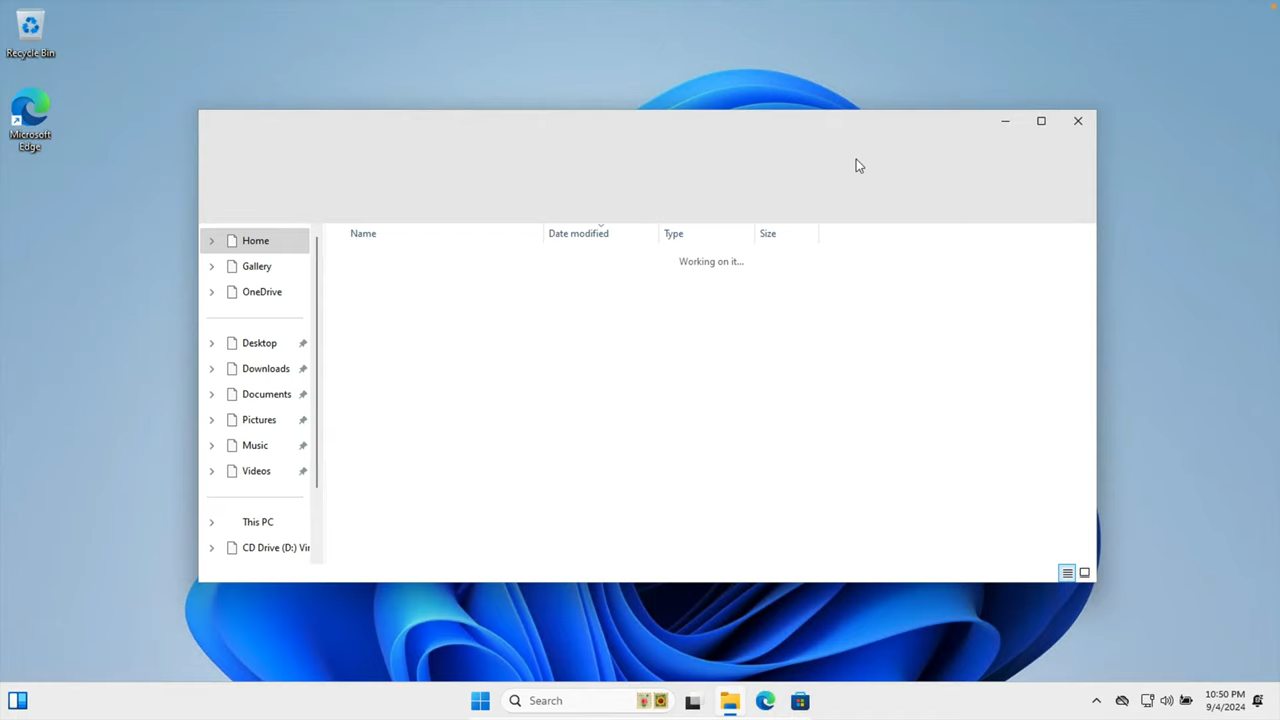 Recycle Bin
Microsoft
Edge
Name Date modified Type Size
Working on it...
Home
Gallery
OneDrive
Desktop
Downloads
Documents
Pictures
Music
Videos
This PC
CD Drive (D:) Vir
Search
10:50 PM
9/4/2024